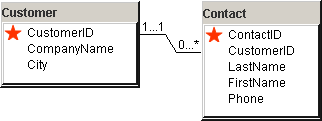 Customer
CustomerID
CompanyName
City
1...1
0...*
Contact
ContactID
CustomerID
LastName
FirstName
Phone